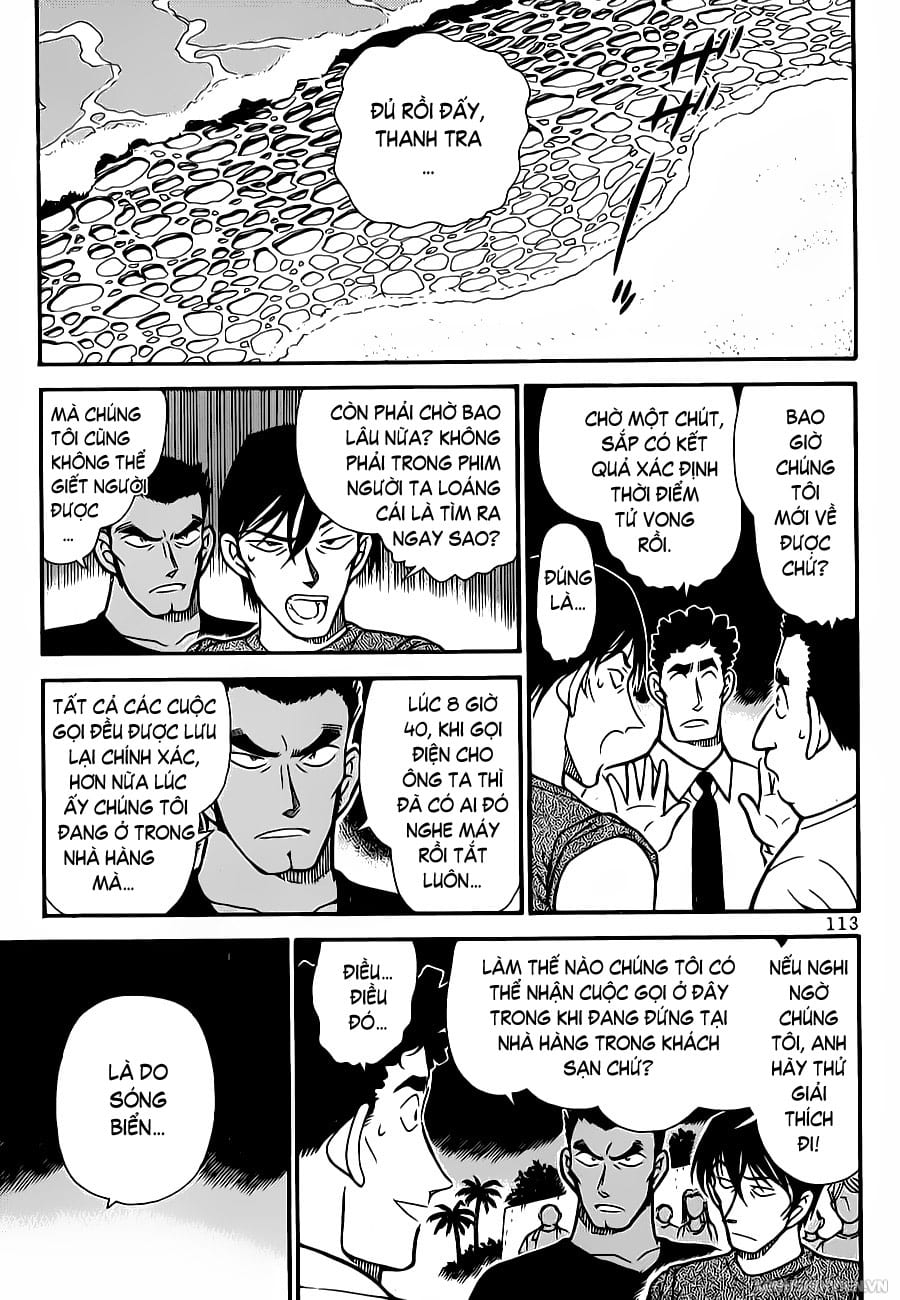 ĐỦ RỒI ĐẤY,
THANH TRA
...
BAO
GIỜ
CHÚNG
TÔI
MỚI VỀ
ĐƯỢC
CHỨ?
CHỜ MỘT CHÚT,
SẮP CÓ KẾT
QUẢ XÁC ĐỊNH
THỜI ĐIỂM
TỬ VONG
RỒI.
ĐÚNG
LÀ...
CÒN PHẢI CHỜ BAO
LÂU NỮA? KHÔNG
PHẢI TRONG PHIM
NGƯỜI TA LOÁNG
CÁI LÀ TÌM RA
NGAY SAO?
MÀ CHÚNG
TÔI CŨNG
KHÔNG THỂ
GIẾT NGƯỜI
ĐƯỢC
...
LÚC 8 GIỜ
40, KHI GỌI
ĐIỆN CHO
ÔNG TA THÌ
ĐÀ CÓ AI ĐÓ
NGHE MÁY
RỒI TẮT
LUÔN...
TẤT CẢ CÁC CUỘC
GỌI ĐỀU ĐƯỢC LƯU
LẠI CHÍNH XÁC,
HƠN NỮA LÚC
ẤY CHÚNG TÔI
ĐANG Ở TRONG
NHÀ HÀNG
MÀ...
113
NẾU NGHI
NGỜ
CHÚNG
TÔI, ANH
HÃY THỬ
GIẢI
THÍCH
ĐI!
LÀM THẾ NÀO CHÚNG TÔI CÓ
THỂ NHẬN CUỘC GỌI Ở ĐÂY
TRONG KHI ĐANG ĐỨNG TẠI
NHÀ HÀNG TRONG KHÁCH
SẠN CHỨ?
ĐIỀU...
ĐIỀU
ĐÓ...
LÀ DO
SÓNG
BIỂN...